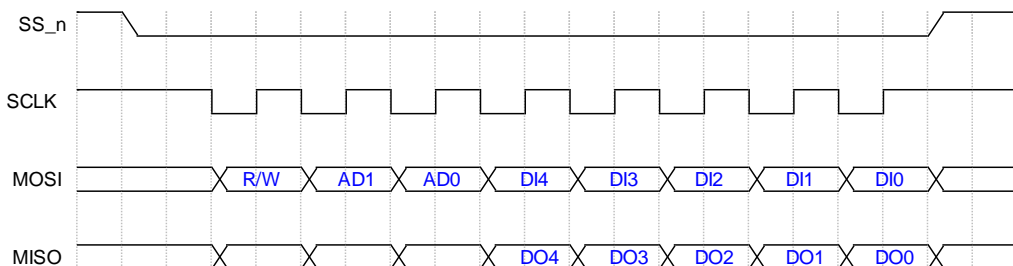 SS_n
SCLK
MOSI R/W AD1 AD0 DI4 DI3 DI2 DI1 DI0
MISO DO4 DO3 DO2 DO1 DO0